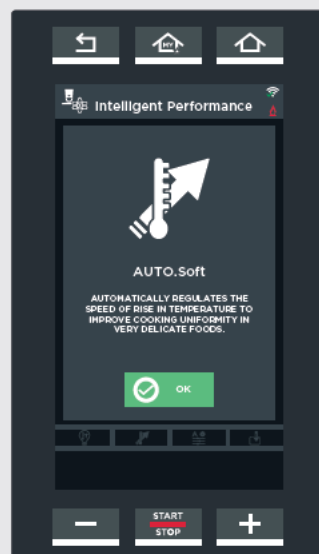 MY
Intelligent Performance
AUTO.Soft
AUTOMATICALLY REGULATES THE
SPEED OF RISE IN TEMPERATURE TO
IMPROVE COOKING UNIFORMITY IN
VERY DELICATE FOODS.
OK
START
STOP